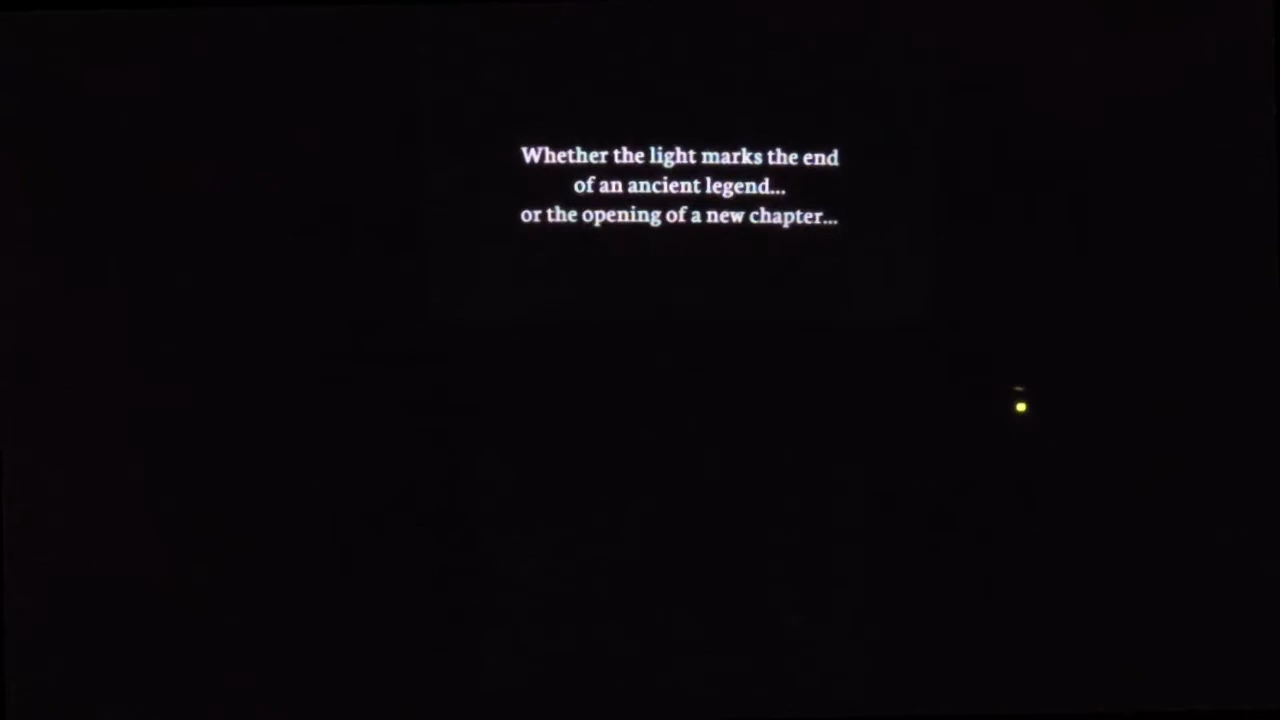 Whether the light marks the end
of an ancient legend...
or the opening of a new chapter...